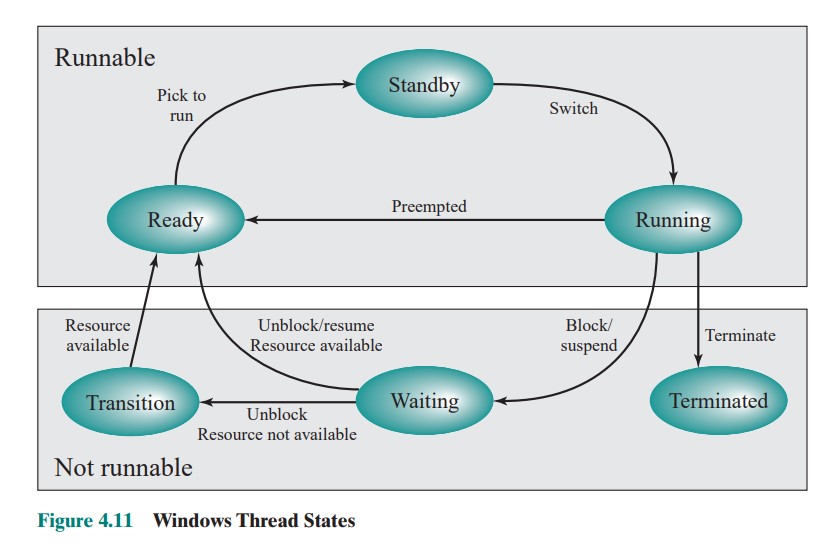 Runnable
Standby
Pick to
run
Switch
Ready
Preempted
Running
Resource
available
Unblock/resume
Resource available
Block/
suspend
Terminate
Transition
Waiting
Terminated
Unblock
Resource not available
Not runnable
Figure 4.11 Windows Thread States